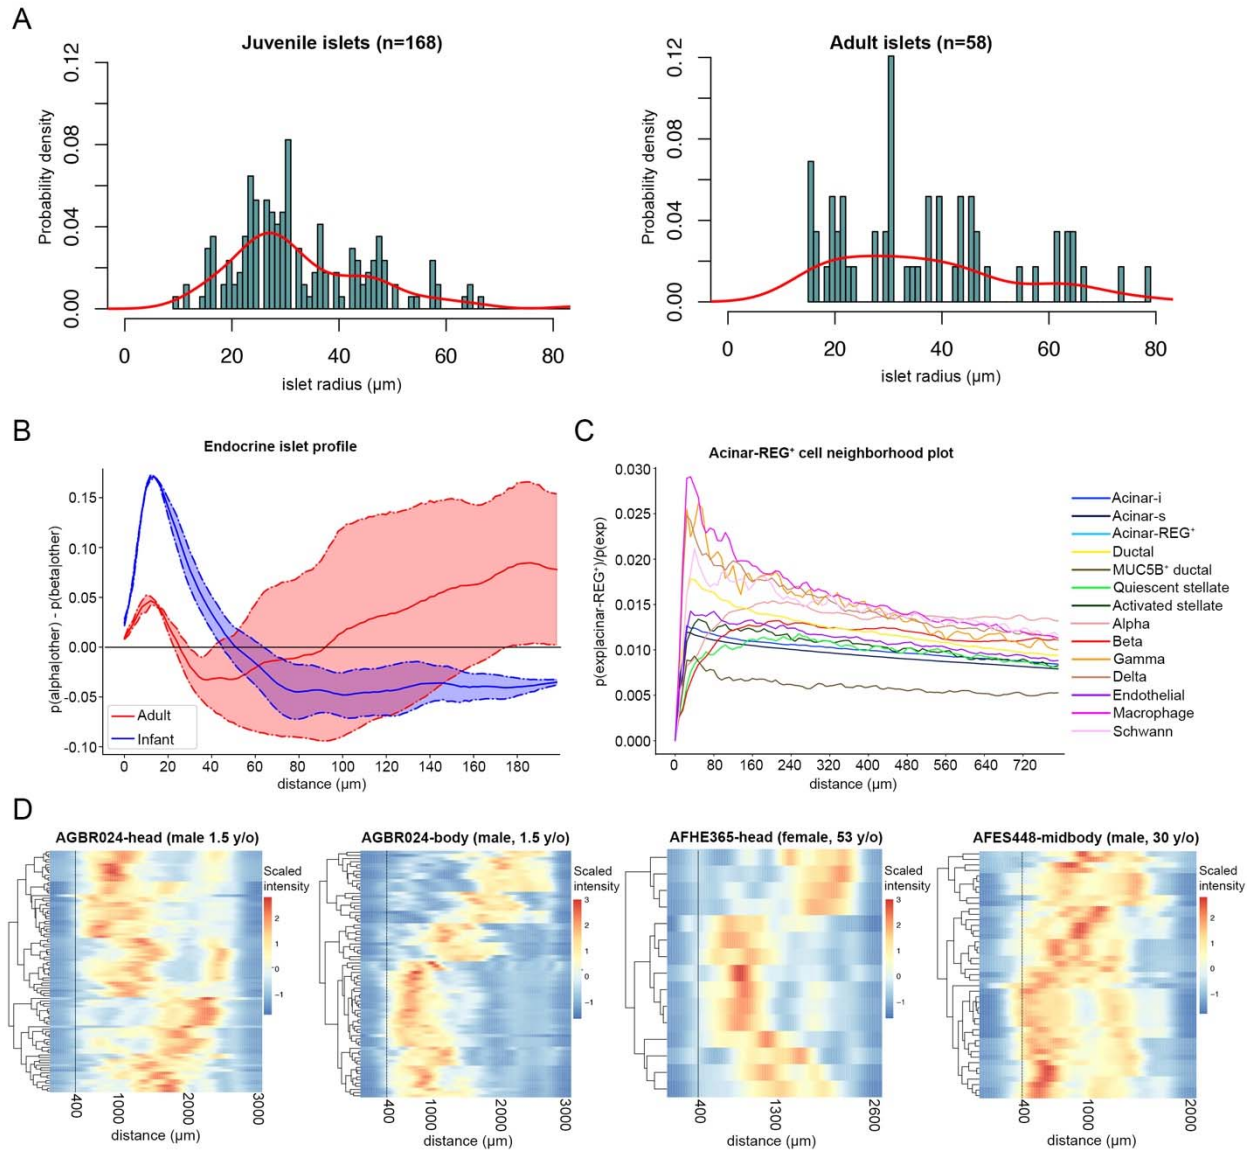 A
Juvenile islets (n=168)
Probability density
0.00 0.04 0.08 0.12
0 20 40 60 80
islet radius (µm)
Adult islets (n=58)
Probability density
0.00 0.04 0.08 0.12
0 20 40 60 80
islet radius (µm)
B
Endocrine islet profile
p(alpha|other) - p(beta|other)
0.15
0.10
0.05
0.00
-0.05
-0.10
Adult
Infant
0 20 40 60 80 100 120 140 160 180
distance (µm)
C
Acinar-REG⁺ cell neighborhood plot
p(exp|acinar-REG⁺)/p(exp)
0.030
0.025
0.020
0.015
0.010
0.005
0.000
0 80 160 240 320 400 480 560 640 720
distance (µm)
Acinar-i
Acinar-s
Acinar-REG⁺
Ductal
MUC5B⁺ ductal
Quiescent stellate
Activated stellate
Alpha
Beta
Gamma
Delta
Endothelial
Macrophage
Schwann
D
AGBR024-head (male 1.5 y/o)
Scaled
intensity
2
1
0
-1
400 1000 2000 3000
distance (µm)
AGBR024-body (male, 1.5 y/o)
Scaled
intensity
3
2
1
0
-1
400 1000 2000 3000
distance (µm)
AFHE365-head (female, 53 y/o)
Scaled
intensity
3
2
1
0
-1
400 1300 2600
distance (µm)
AFES448-midbody (male, 30 y/o)
Scaled
intensity
2
1
0
-1
400 1000 2000
distance (µm)